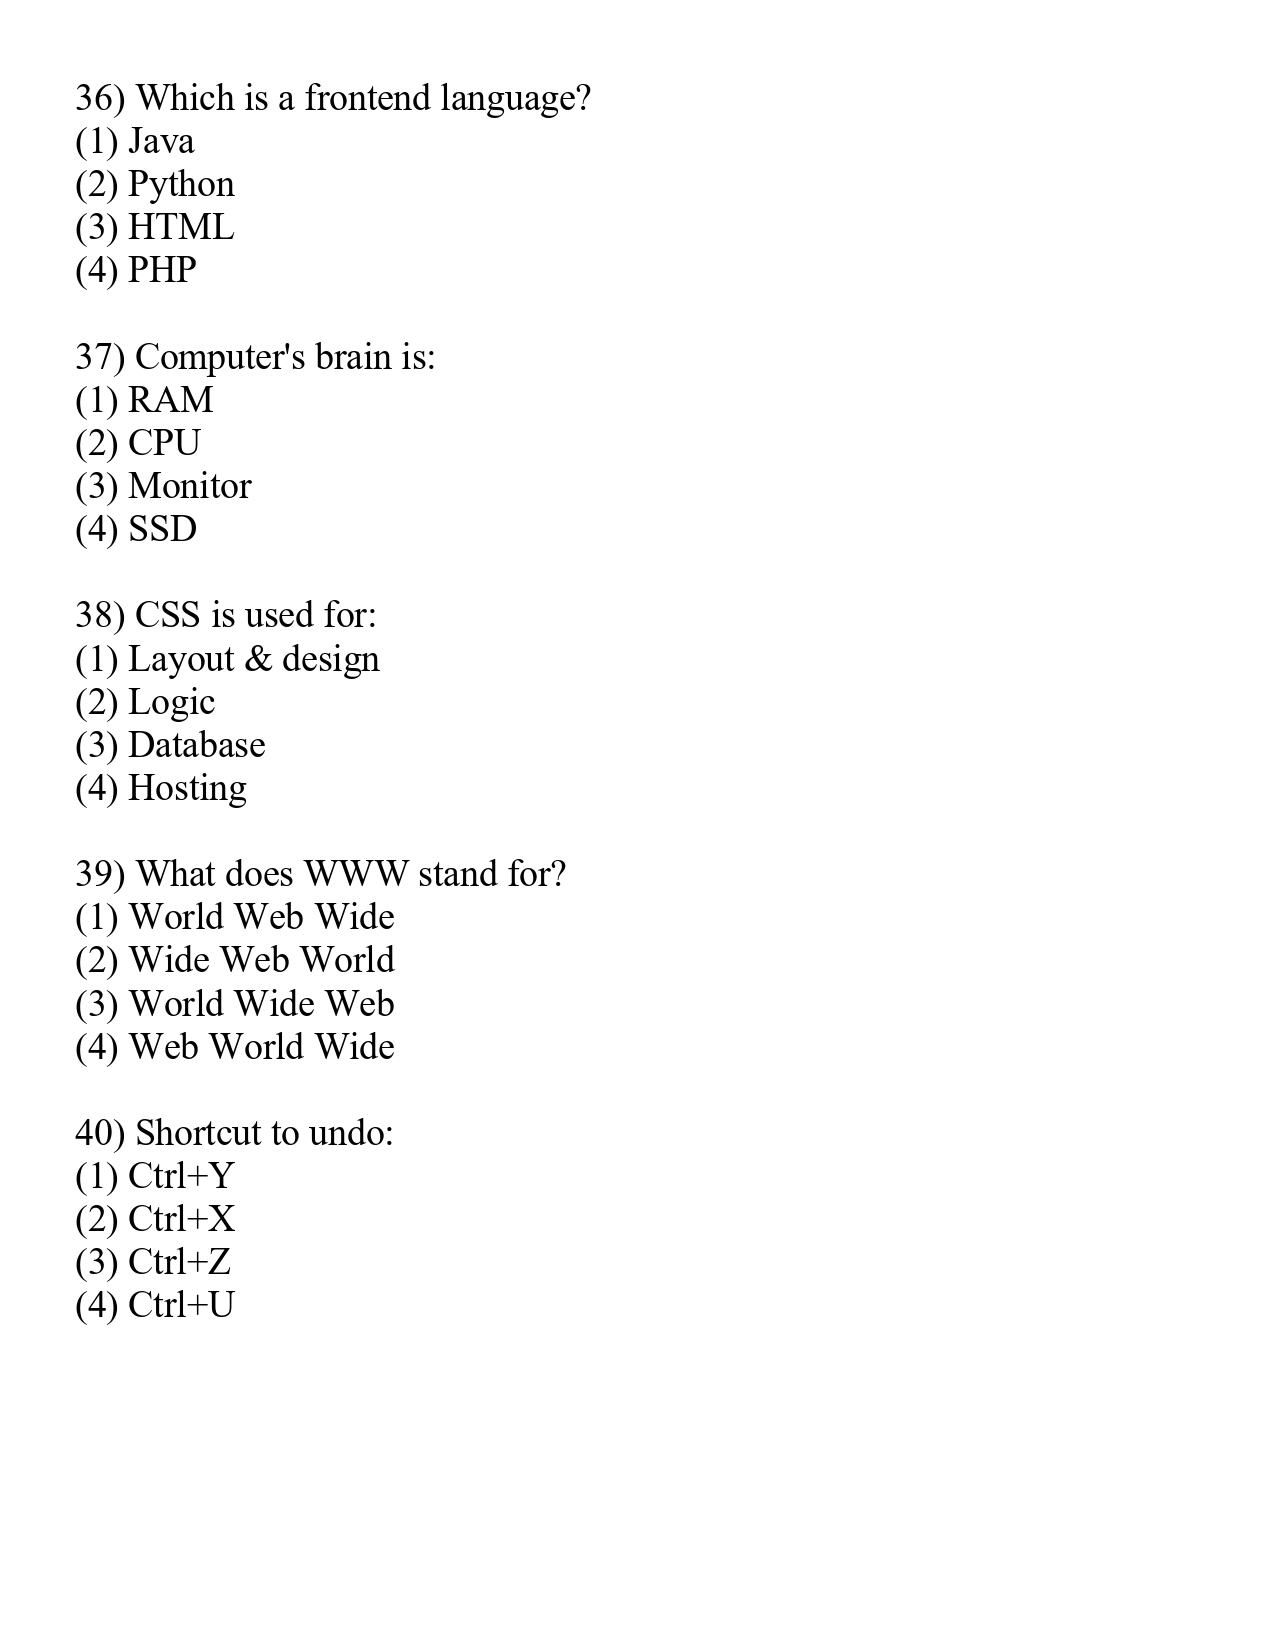 36) Which is a frontend language?
(1) Java
(2) Python
(3) HTML
(4) PHP
37) Computer's brain is:
(1) RAM
(2) CPU
(3) Monitor
(4) SSD
38) CSS is used for:
(1) Layout & design
(2) Logic
(3) Database
(4) Hosting
39) What does WWW stand for?
(1) World Web Wide
(2) Wide Web World
(3) World Wide Web
(4) Web World Wide
40) Shortcut to undo:
(1) Ctrl+Y
(2) Ctrl+X
(3) Ctrl+Z
(4) Ctrl+U